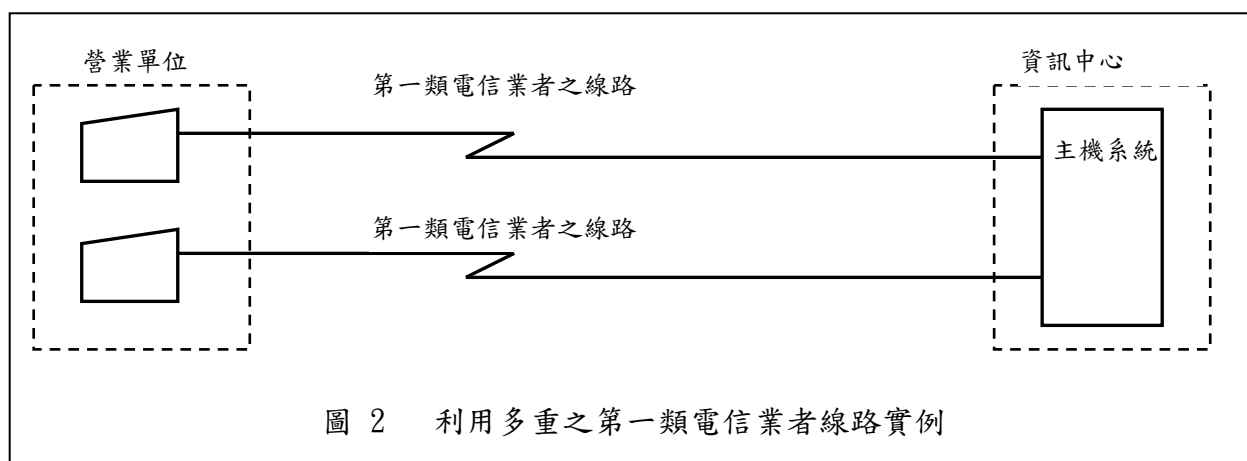 營業單位
資訊中心
第一類電信業者之線路
主機系統
第一類電信業者之線路
圖 2 利用多重之第一類電信業者線路實例